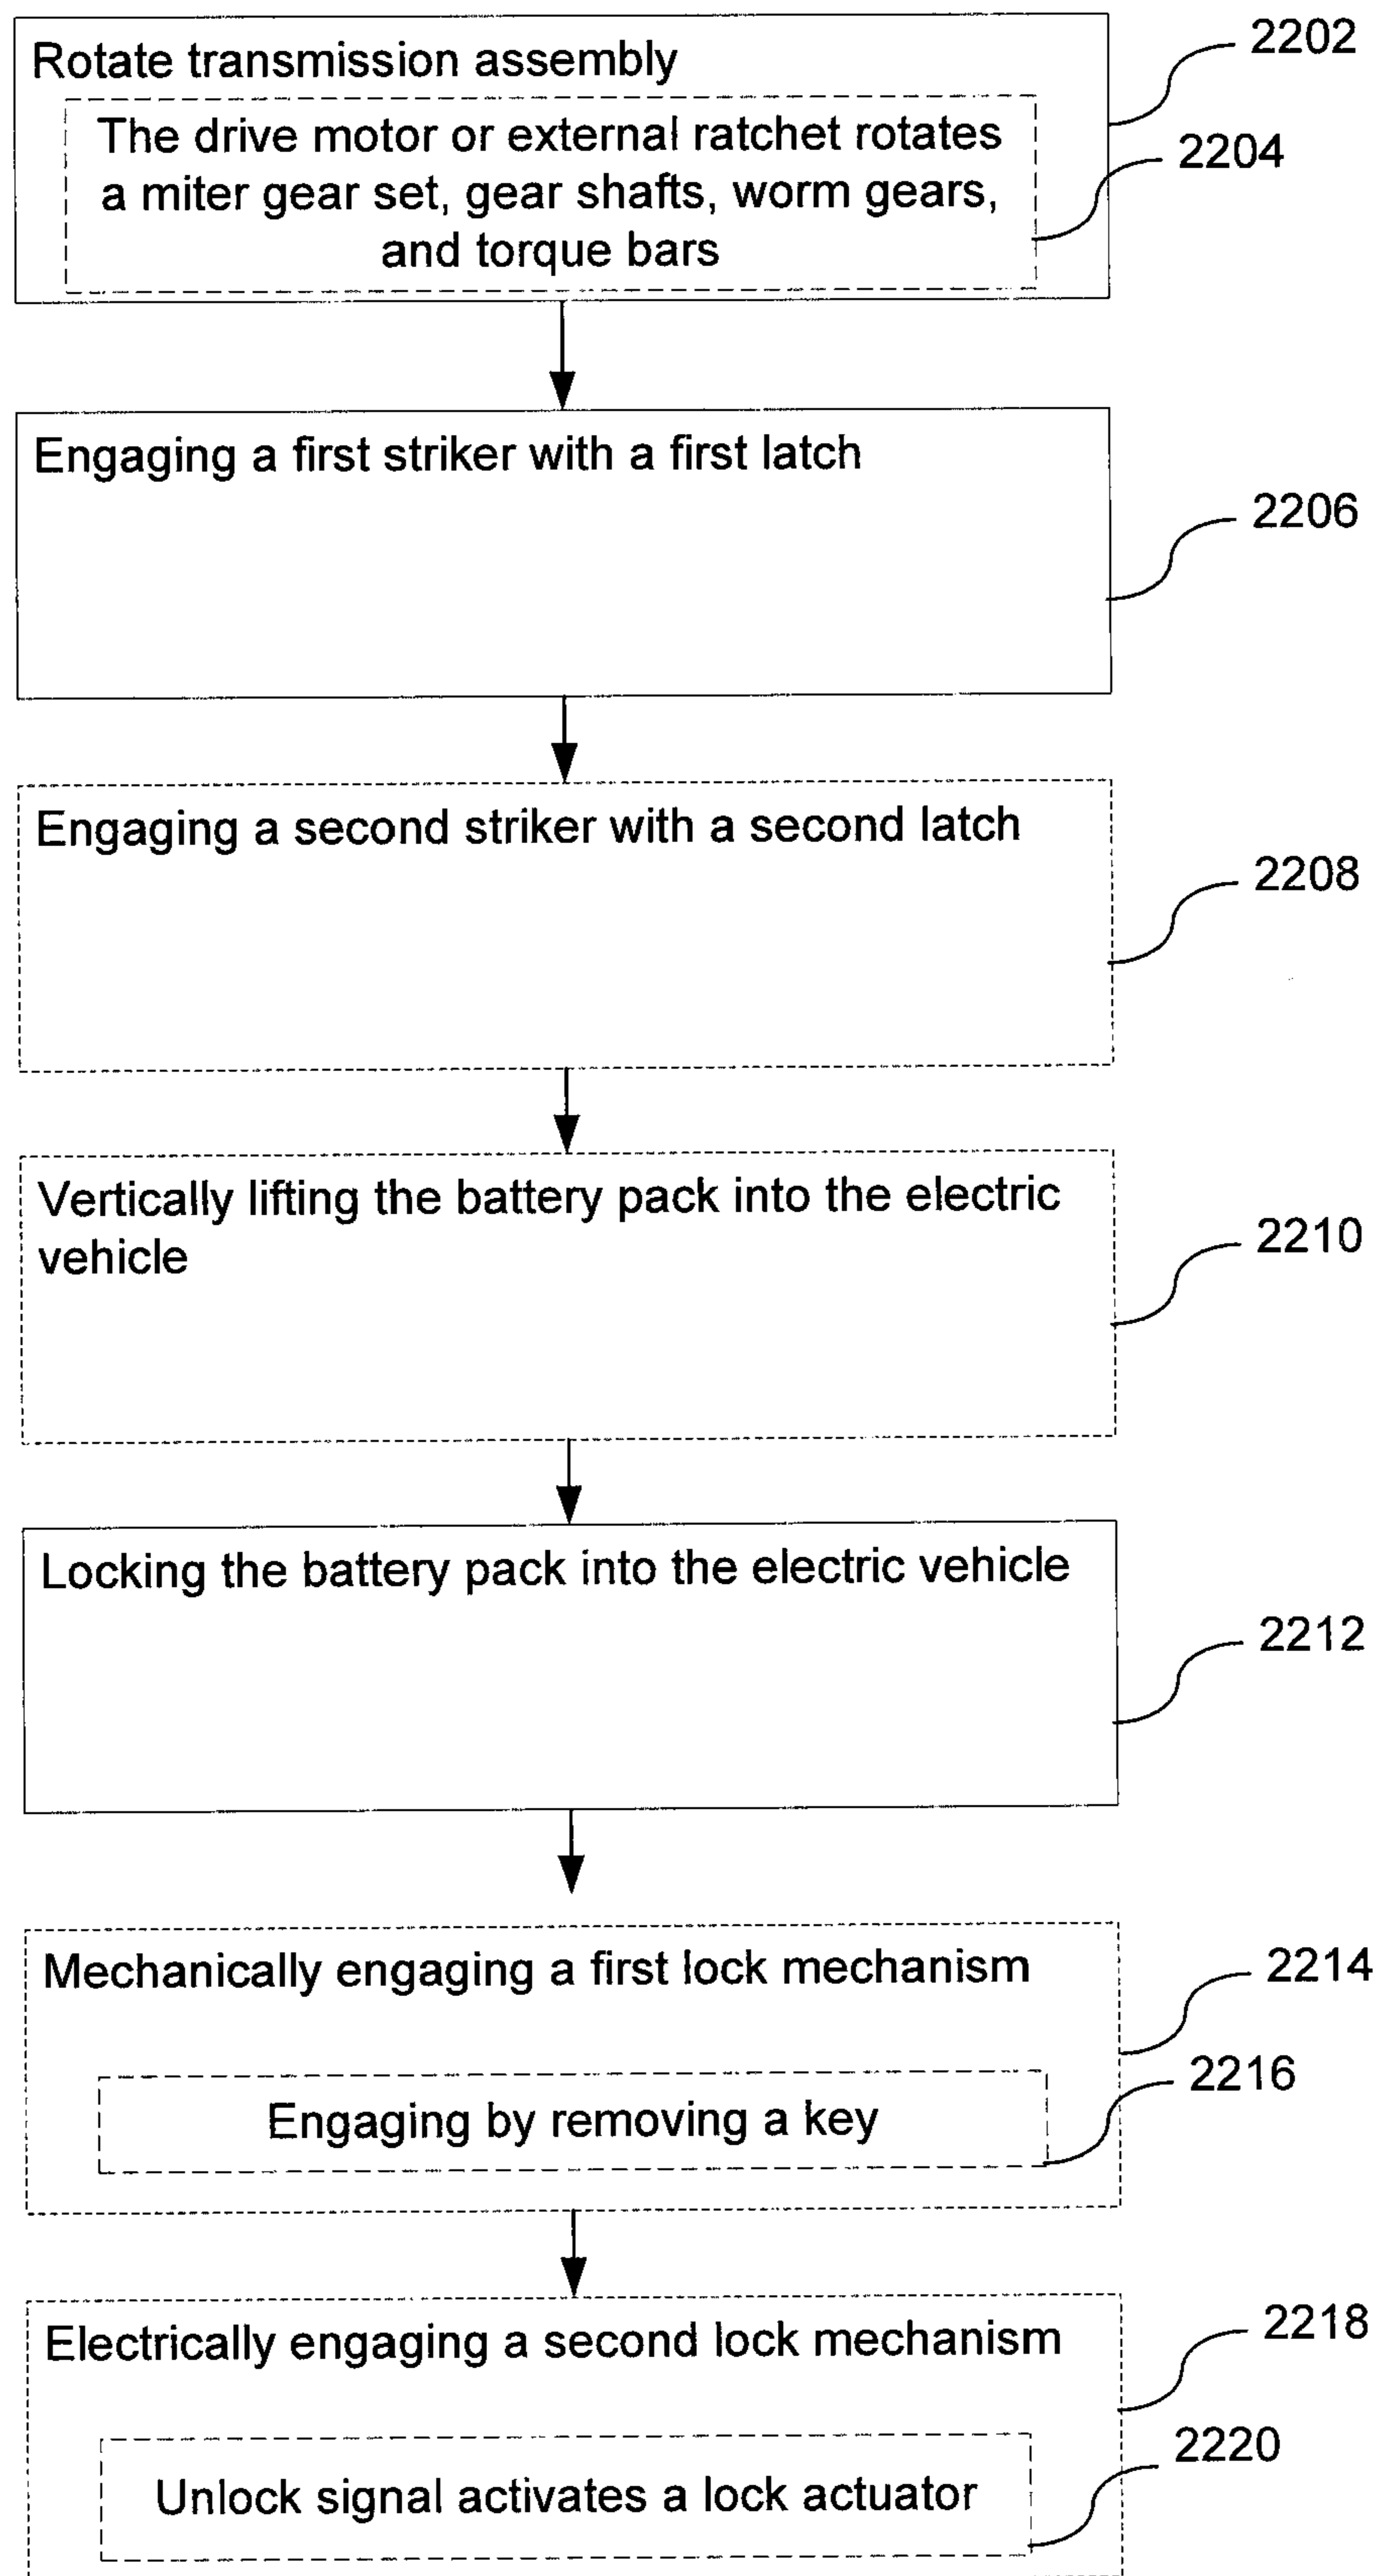 Rotate transmission assembly
2202
The drive motor or external ratchet rotates
a miter gear set, gear shafts, worm gears,
and torque bars
2204
Engaging a first striker with a first latch
2206
Engaging a second striker with a second latch
2208
Vertically lifting the battery pack into the electric
vehicle
2210
Locking the battery pack into the electric vehicle
2212
Mechanically engaging a first lock mechanism
2214
Engaging by removing a key
2216
Electrically engaging a second lock mechanism
2218
Unlock signal activates a lock actuator
2220